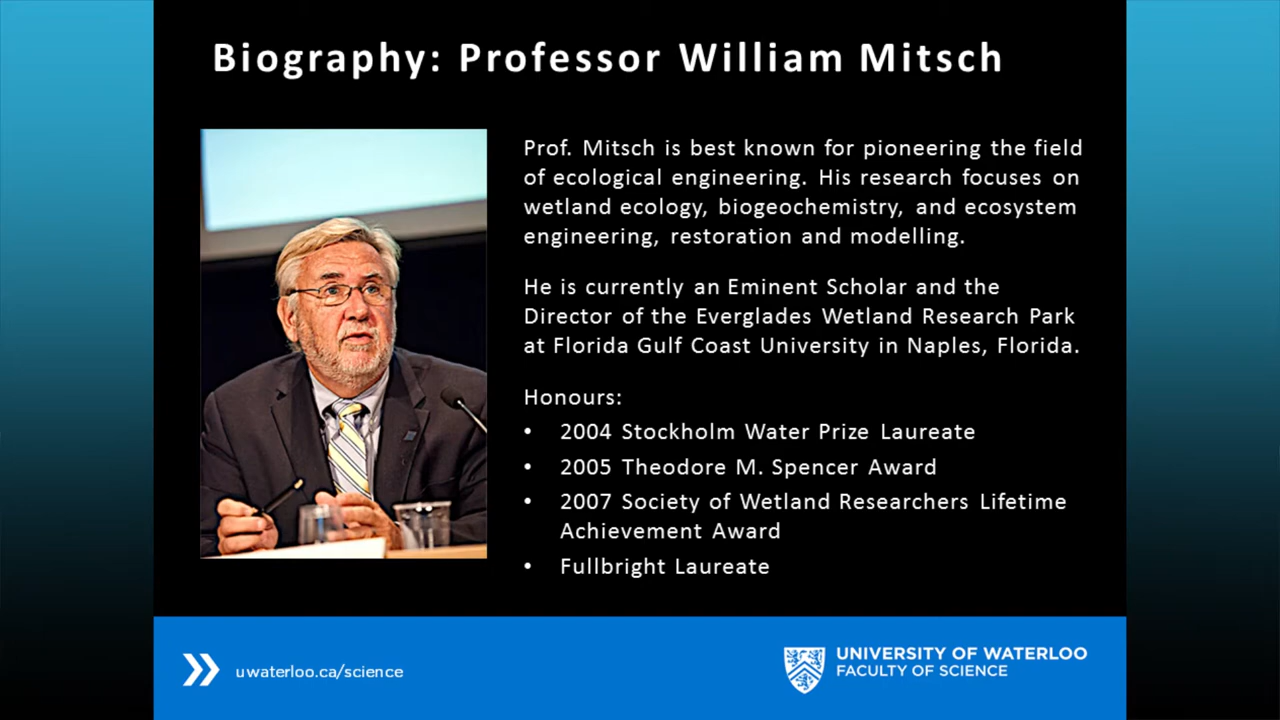 Biography: Professor William Mitsch
Prof. Mitsch is best known for pioneering the field
of ecological engineering. His research focuses on
wetland ecology, biogeochemistry, and ecosystem
engineering, restoration and modelling.
He is currently an Eminent Scholar and the
Director of the Everglades Wetland Research Park
at Florida Gulf Coast University in Naples, Florida.
Honours:
• 2004 Stockholm Water Prize Laureate
• 2005 Theodore M. Spencer Award
• 2007 Society of Wetland Researchers Lifetime
Achievement Award
• Fullbright Laureate
uwaterloo.ca/science
UNIVERSITY OF WATERLOO
FACULTY OF SCIENCE